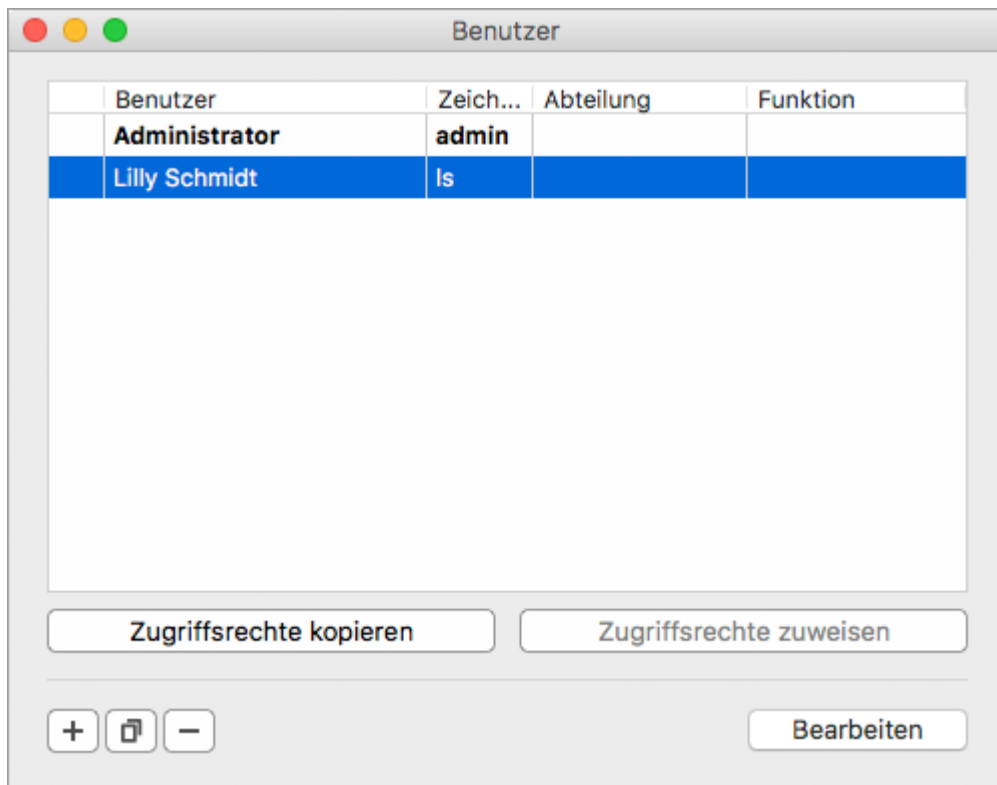 Benutzer
Benutzer Zeich... Abteilung Funktion
Administrator admin
Lilly Schmidt ls
Zugriffsrechte kopieren Zugriffsrechte zuweisen
Bearbeiten